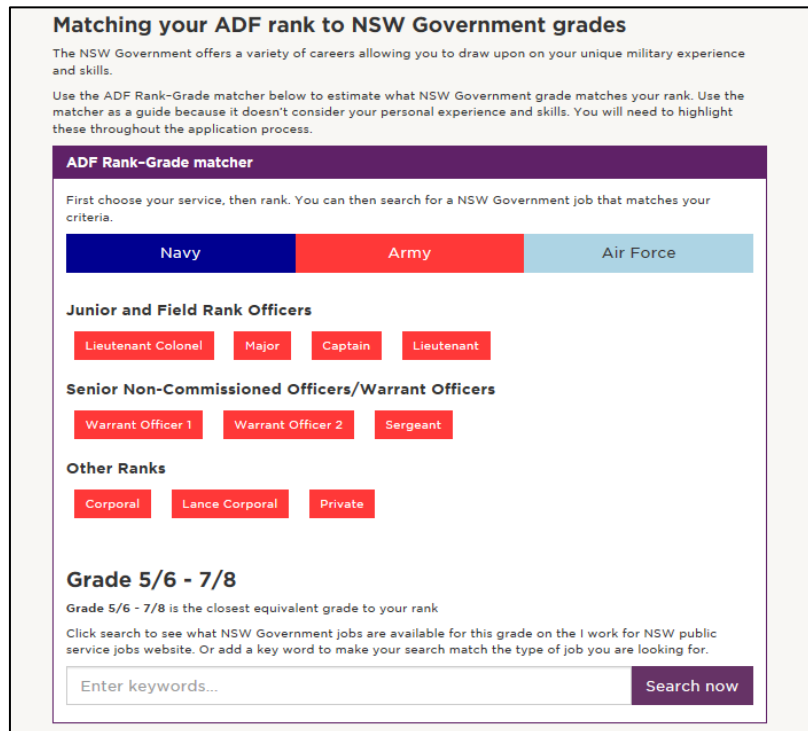 Matching your ADF rank to NSW Government grades
The NSW Government offers a variety of careers allowing you to draw upon on your unique military experience
and skills.
Use the ADF Rank–Grade matcher below to estimate what NSW Government grade matches your rank. Use the
matcher as a guide because it doesn't consider your personal experience and skills. You will need to highlight
these throughout the application process.
ADF Rank–Grade matcher
First choose your service, then rank. You can then search for a NSW Government job that matches your
criteria.
Navy Army Air Force
Junior and Field Rank Officers
Lieutenant Colonel Major Captain Lieutenant
Senior Non-Commissioned Officers/Warrant Officers
Warrant Officer 1 Warrant Officer 2 Sergeant
Other Ranks
Corporal Lance Corporal Private
Grade 5/6 - 7/8
Grade 5/6 - 7/8 is the closest equivalent grade to your rank
Click search to see what NSW Government jobs are available for this grade on the I work for NSW public
service jobs website. Or add a key word to make your search match the type of job you are looking for.
Enter keywords... Search now